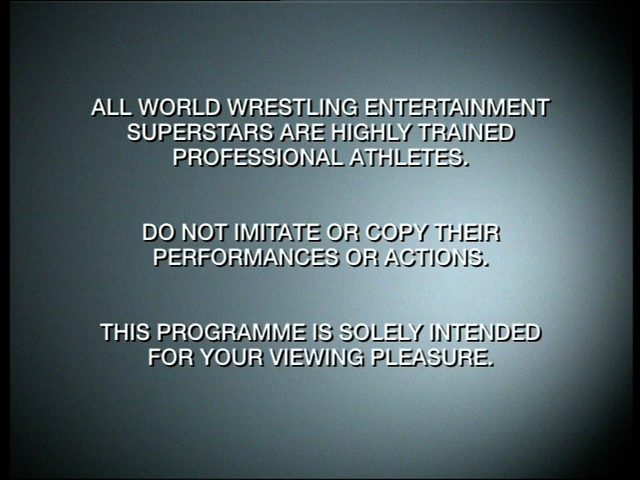 ALL WORLD WRESTLING ENTERTAINMENT
SUPERSTARS ARE HIGHLY TRAINED
PROFESSIONAL ATHLETES.
DO NOT IMITATE OR COPY THEIR
PERFORMANCES OR ACTIONS.
THIS PROGRAMME IS SOLELY INTENDED
FOR YOUR VIEWING PLEASURE.